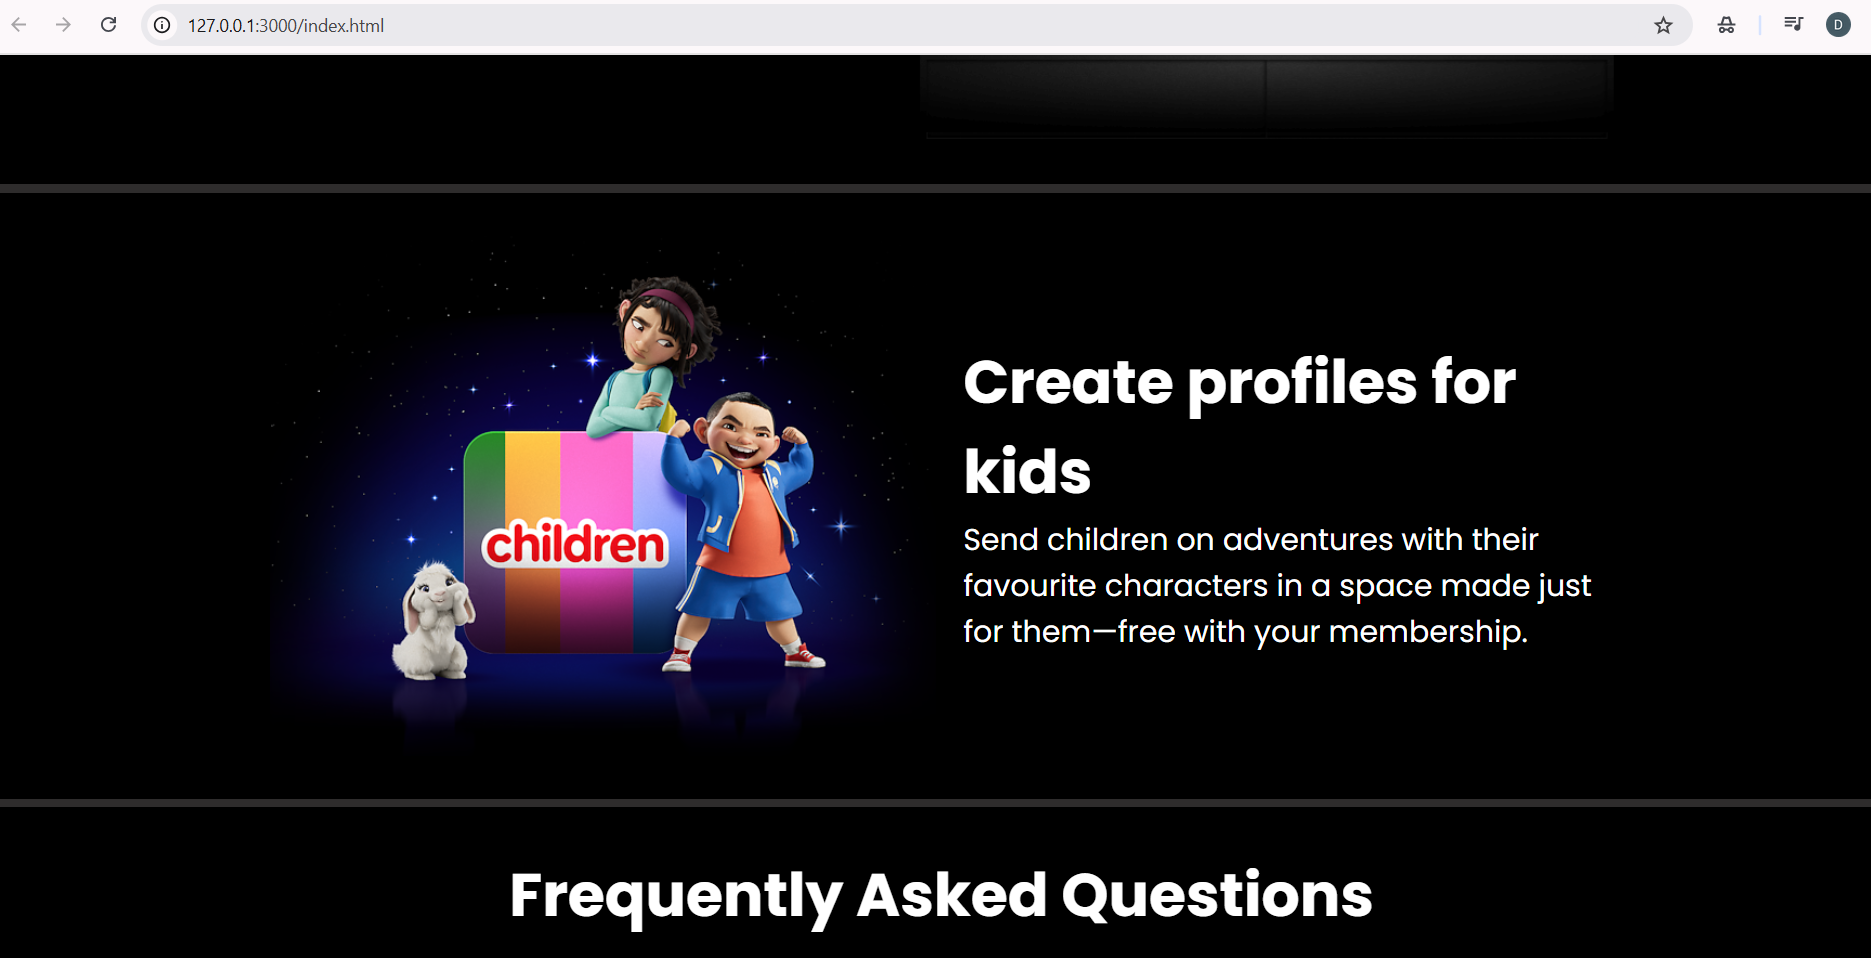 127.0.0.1:3000/index.html
D
Create profiles for
kids
children
Send children on adventures with their
favourite characters in a space made just
for them—free with your membership.
Frequently Asked Questions